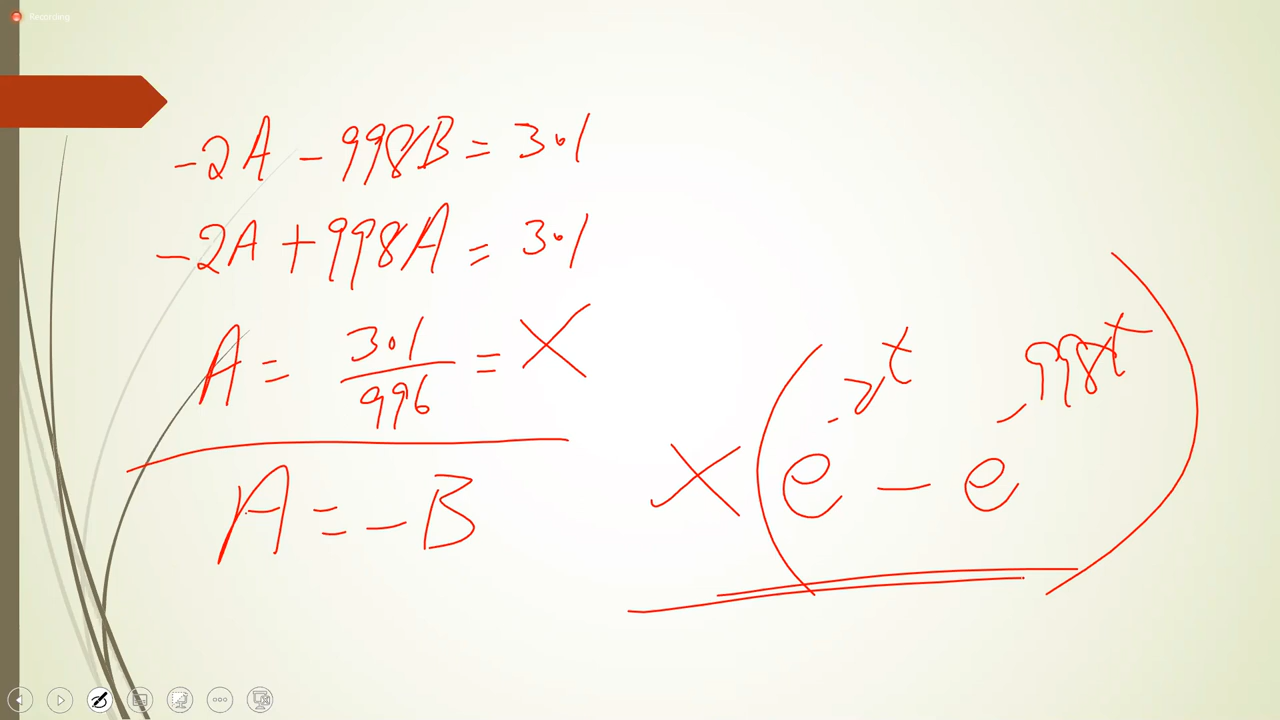 Recording
-2A - 998B = 3.1
-2A + 998A = 3.1
A = 3.1/996 = X
A = -B
X(e^-2t - e^-998t)